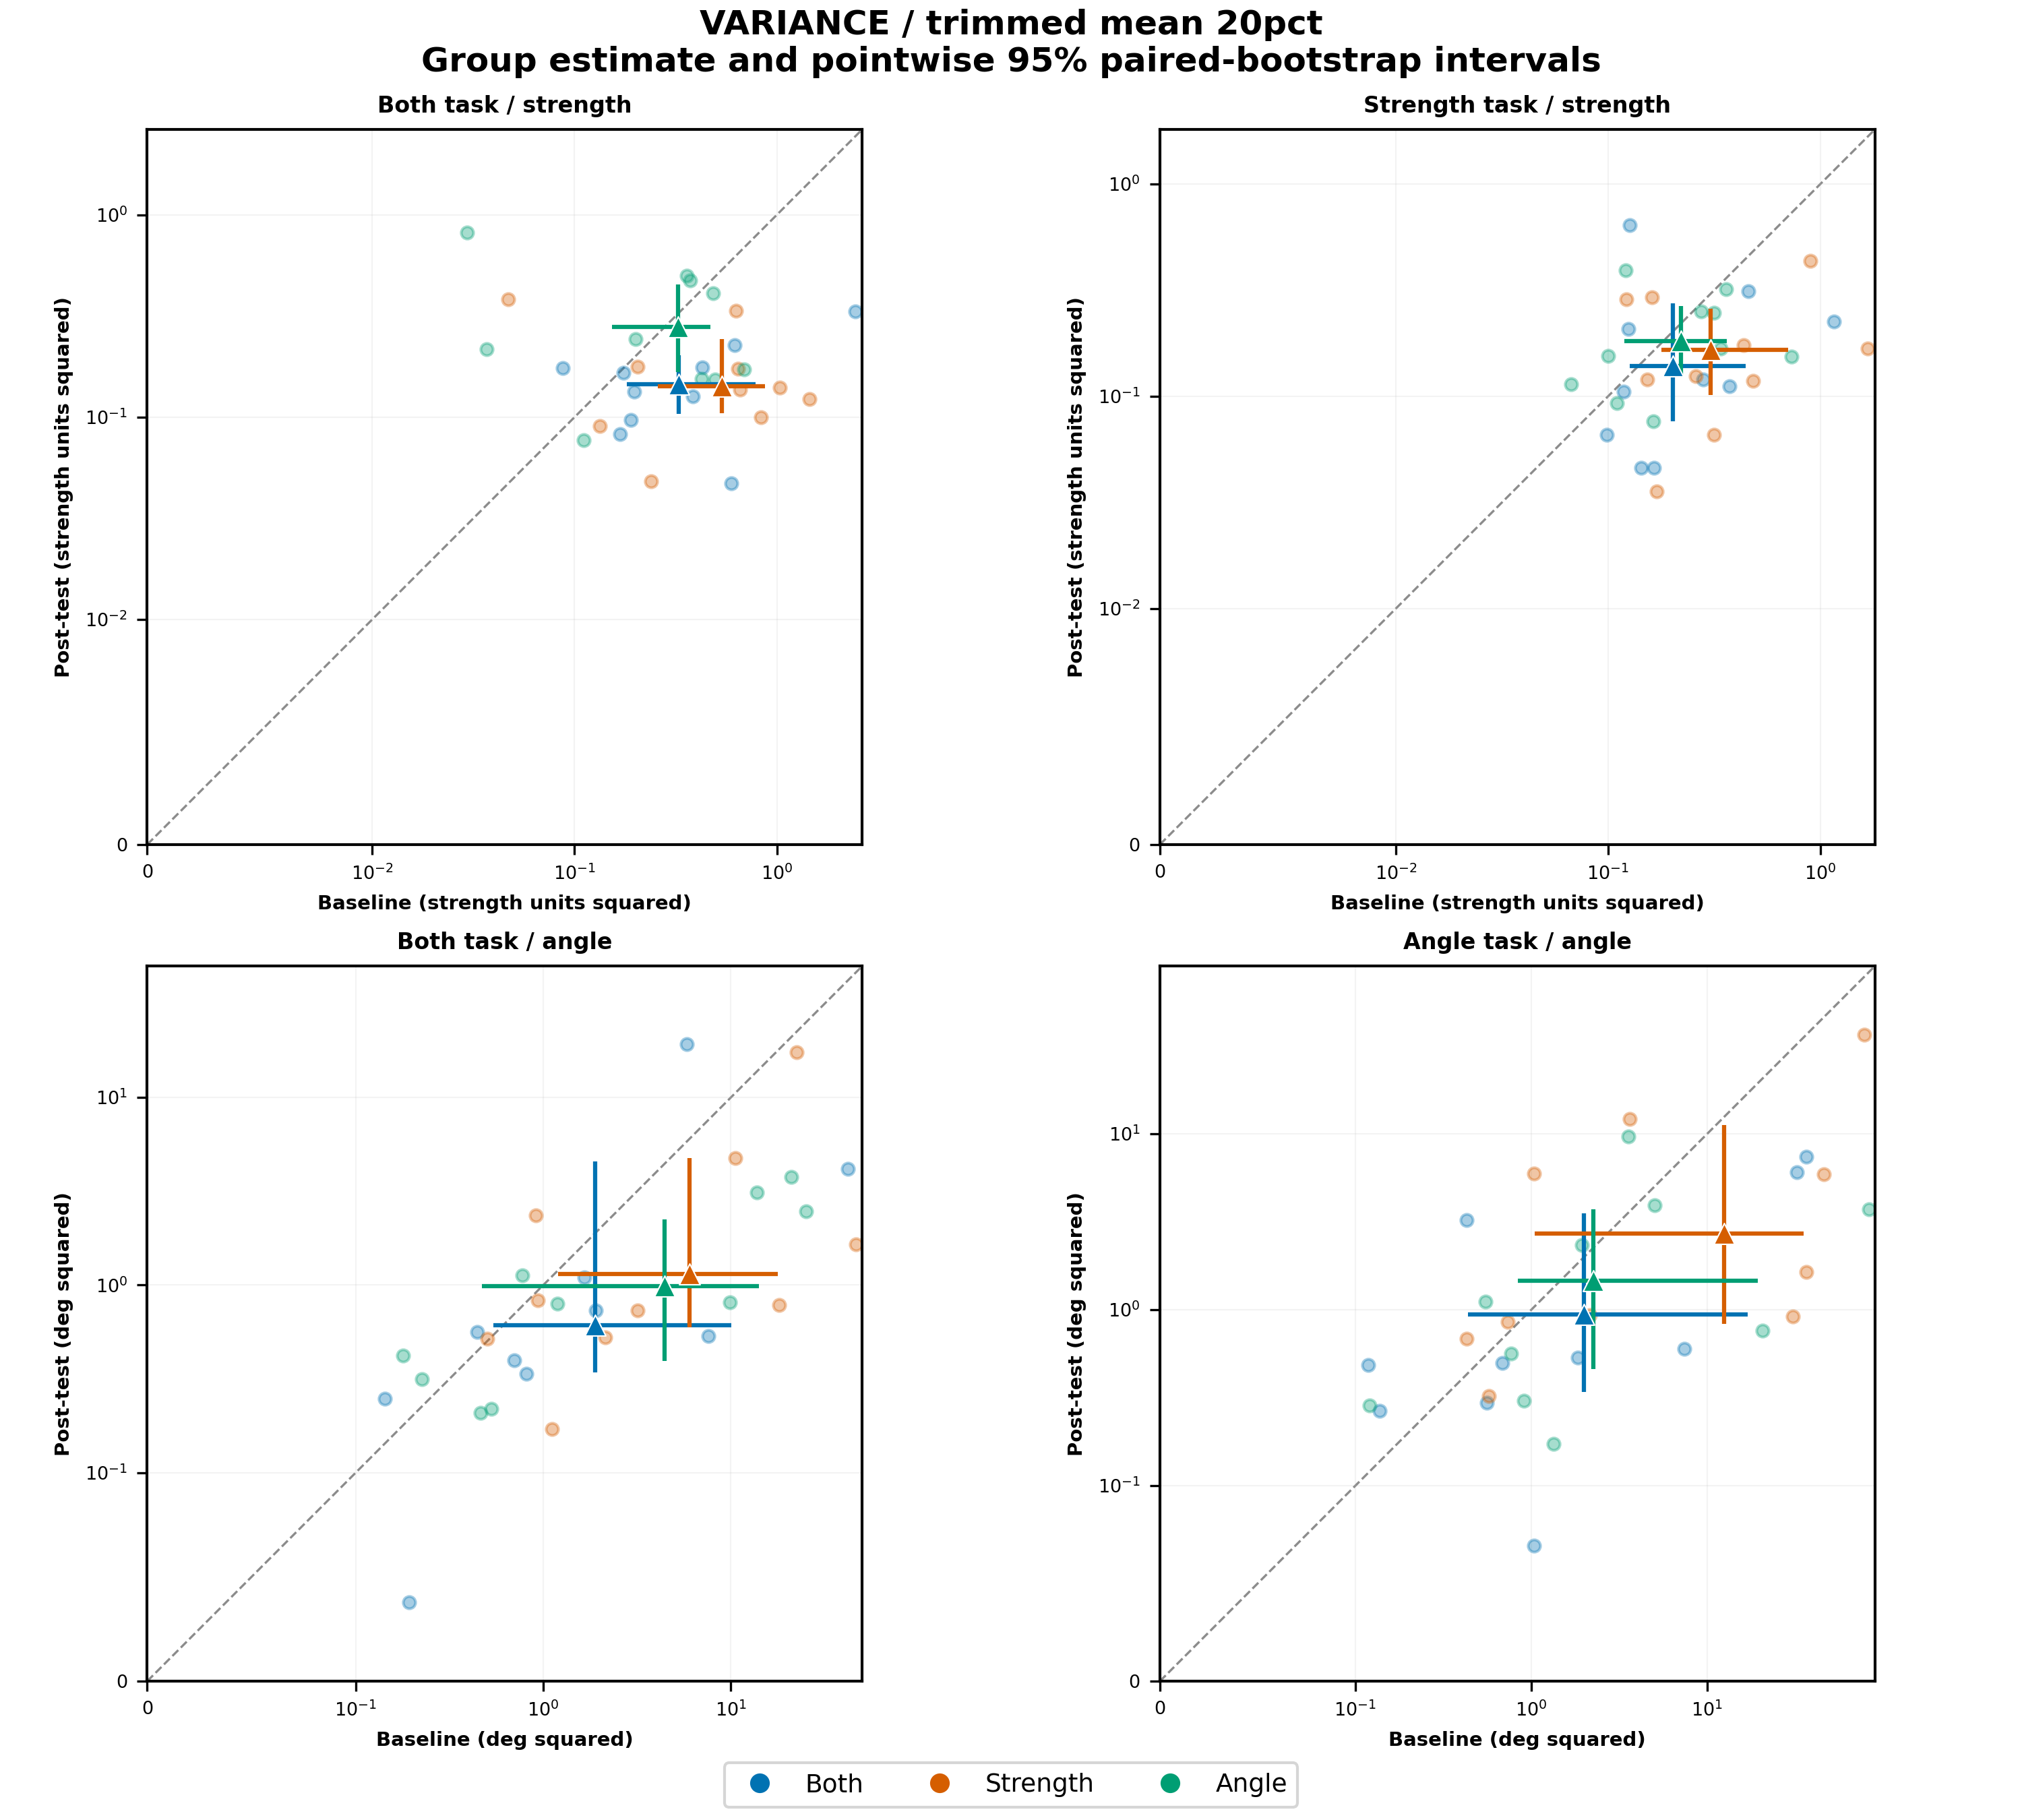 VARIANCE / trimmed mean 20pct
Group estimate and pointwise 95% paired-bootstrap intervals
Both task / strength
Post-test (strength units squared)
10⁰
10⁻¹
10⁻²
0
0
10⁻²
10⁻¹
10⁰
Baseline (strength units squared)
Strength task / strength
Post-test (strength units squared)
10⁰
10⁻¹
10⁻²
0
0
10⁻²
10⁻¹
10⁰
Baseline (strength units squared)
Both task / angle
Post-test (deg squared)
10¹
10⁰
10⁻¹
0
0
10⁻¹
10⁰
10¹
Baseline (deg squared)
Angle task / angle
Post-test (deg squared)
10¹
10⁰
10⁻¹
0
0
10⁻¹
10⁰
10¹
Baseline (deg squared)
Both
Strength
Angle